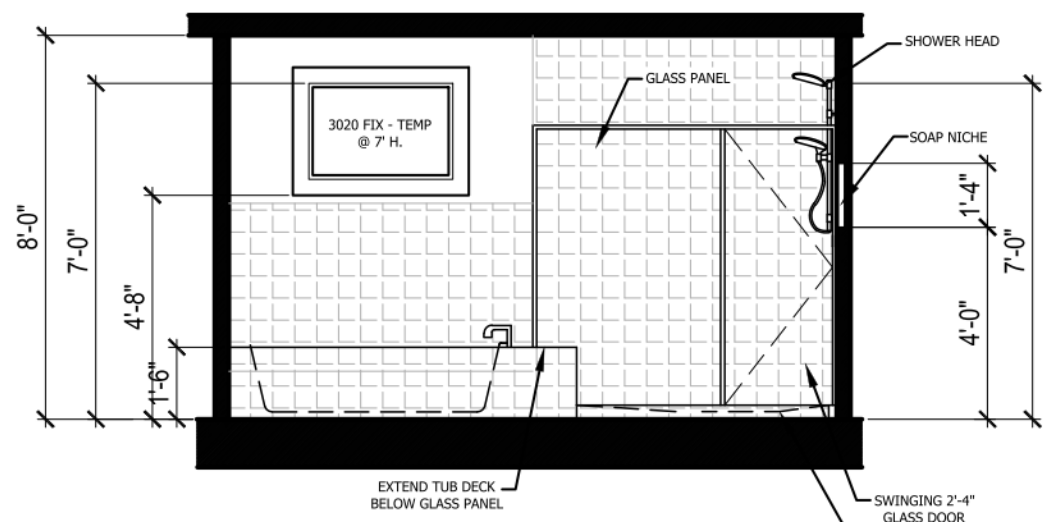 SHOWER HEAD
GLASS PANEL
3020 FIX - TEMP
@ 7' H.
SOAP NICHE
8'-0"
7'-0"
4'-8"
1'-6"
1'-4"
7'-0"
4'-0"
EXTEND TUB DECK
BELOW GLASS PANEL
SWINGING 2'-4"
GLASS DOOR